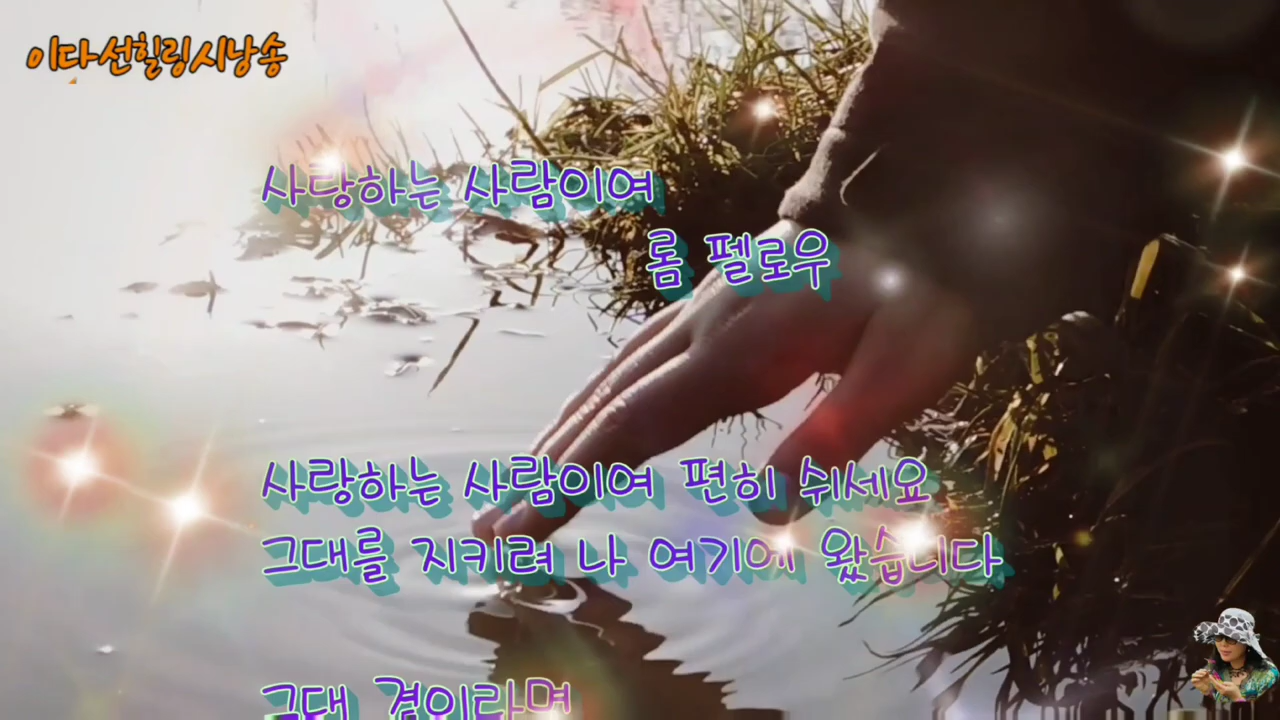 이다선힐링시낭송
사랑하는 사람이여
롬 펠로우
사랑하는 사람이여 편히 쉬세요
그대를 지키려 나 여기에 왔습니다
그대 곁이라면